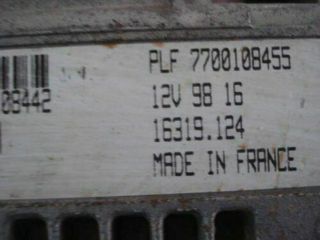 PLF 7700108455
08442
12V 98 16
16319.124
MADE IN FRANCE